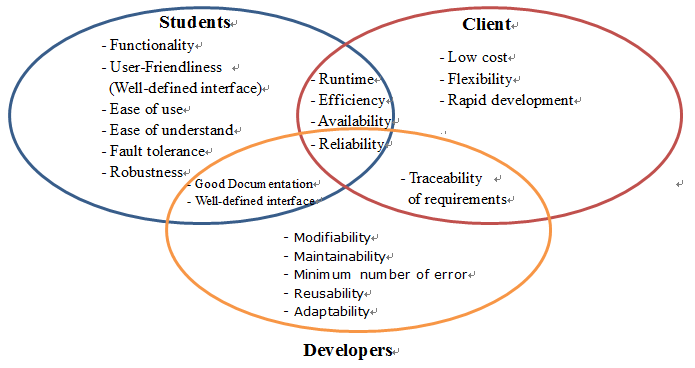 Students
- Functionality
- User-Friendliness
(Well-defined interface)
- Ease of use
- Ease of understand
- Fault tolerance
- Robustness
Client
- Low cost
- Flexibility
- Rapid development
- Runtime
- Efficiency
- Availability
- Reliability
- Good Documentation
- Well-defined interface
- Traceability
of requirements
- Modifiability
- Maintainability
- Minimum number of error
- Reusability
- Adaptability
Developers